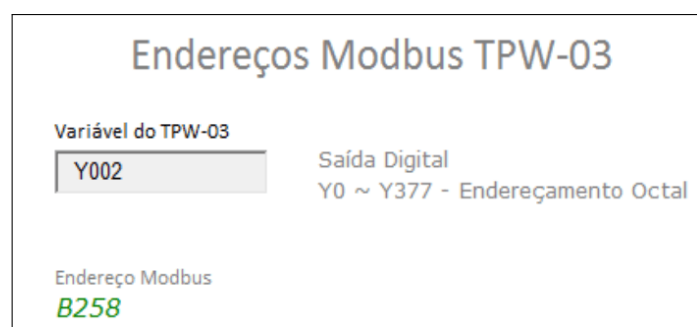 Endereços Modbus TPW-03
Variável do TPW-03
Y002
Saída Digital
Y0 ~ Y377 - Endereçamento Octal
Endereço Modbus
B258